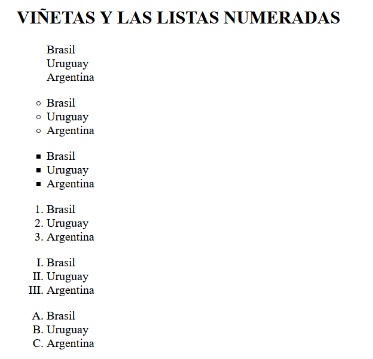 VIÑETAS Y LAS LISTAS NUMERADAS
Brasil
Uruguay
Argentina
○ Brasil
○ Uruguay
○ Argentina
■ Brasil
■ Uruguay
■ Argentina
1. Brasil
2. Uruguay
3. Argentina
I. Brasil
II. Uruguay
III. Argentina
A. Brasil
B. Uruguay
C. Argentina